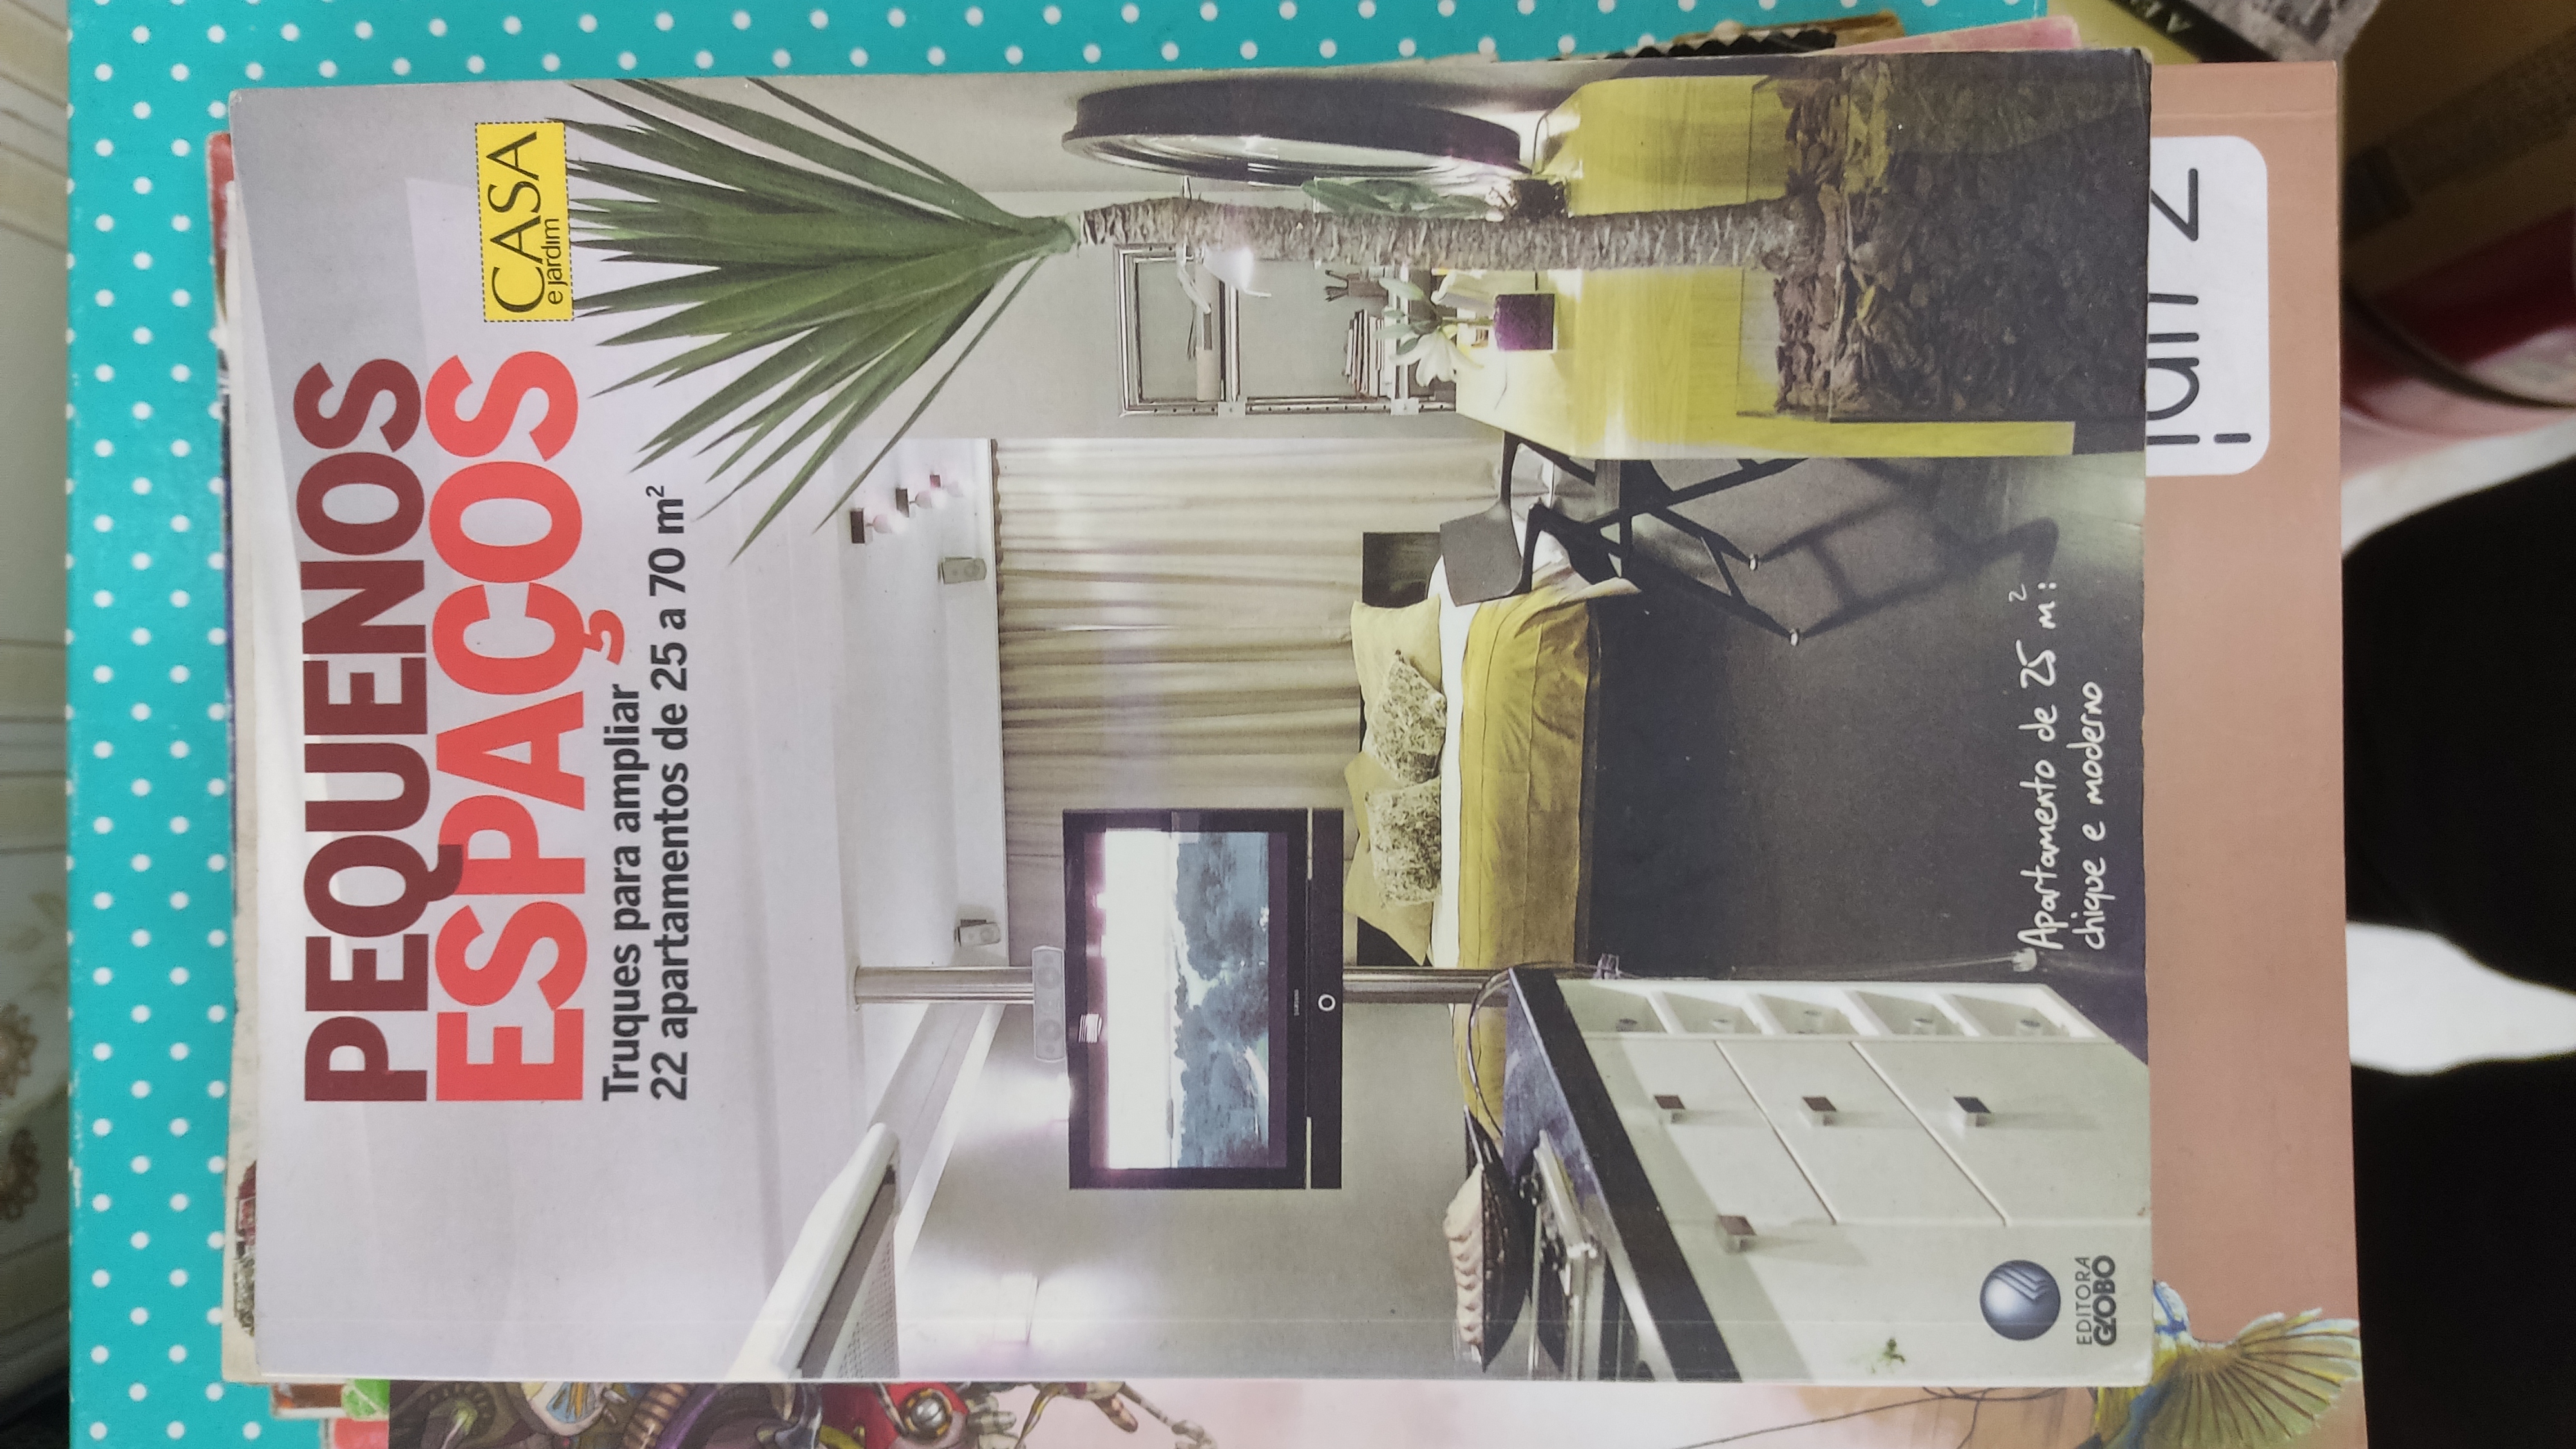 PEQUENOS
ESPAÇOS
CASA
e jardim
Truques para ampliar
22 apartamentos de 25 a 70 m²
SAMSUNG
Apartamento de 25 m²:
chique e moderno
EDITORA
GLOBO